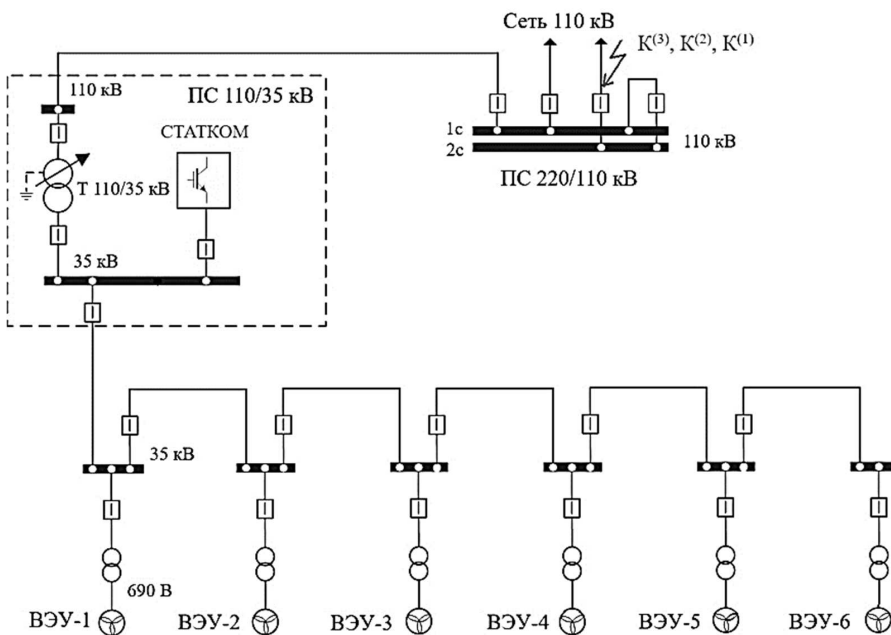 Сеть 110 кВ
К(3), К(2), К(1)
110 кВ
ПС 110/35 кВ
СТАТКОМ
1с
2с
110 кВ
ПС 220/110 кВ
Т 110/35 кВ
35 кВ
35 кВ
690 В
ВЭУ-1
ВЭУ-2
ВЭУ-3
ВЭУ-4
ВЭУ-5
ВЭУ-6